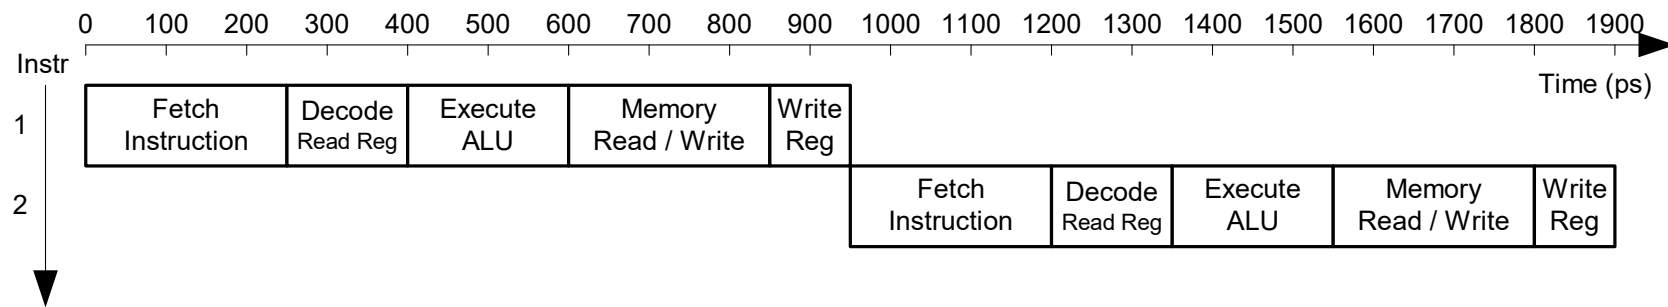 0 100 200 300 400 500 600 700 800 900 1000 1100 1200 1300 1400 1500 1600 1700 1800 1900
Instr
Time (ps)
1
Fetch
Instruction
Decode
Read Reg
Execute
ALU
Memory
Read / Write
Write
Reg
2
Fetch
Instruction
Decode
Read Reg
Execute
ALU
Memory
Read / Write
Write
Reg